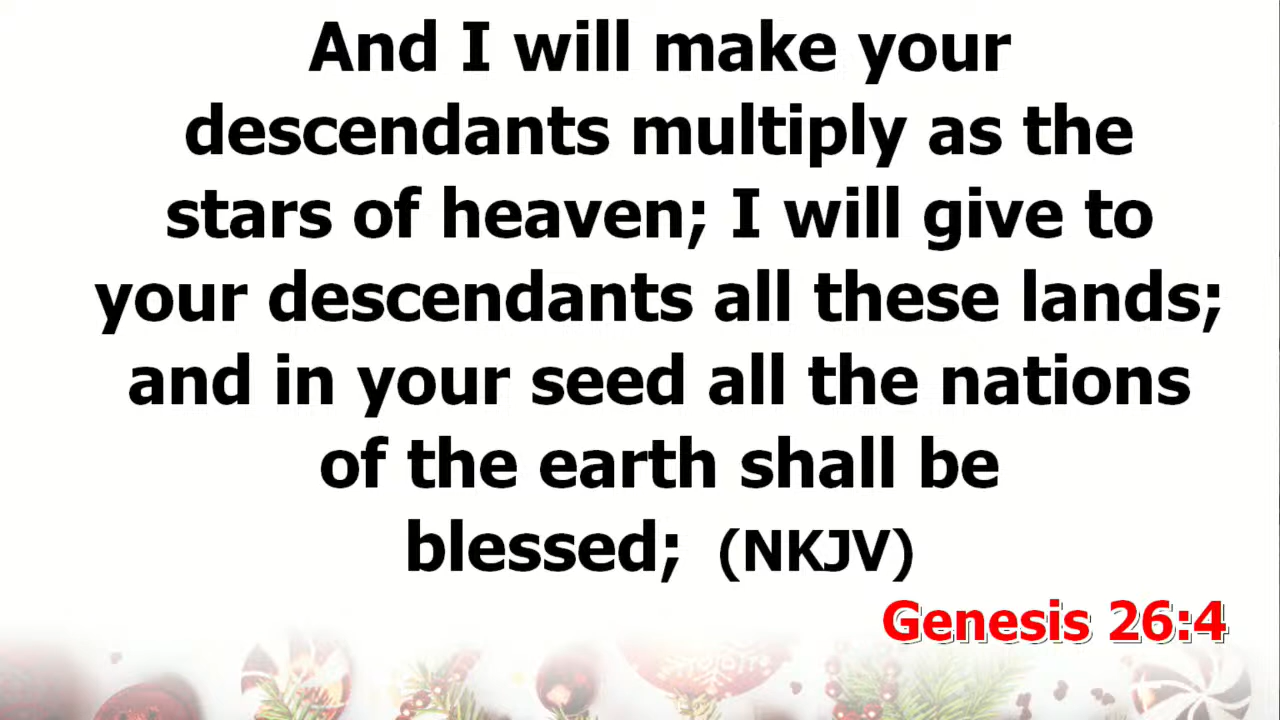 And I will make your
descendants multiply as the
stars of heaven; I will give to
your descendants all these lands;
and in your seed all the nations
of the earth shall be
blessed; (NKJV)
Genesis 26:4